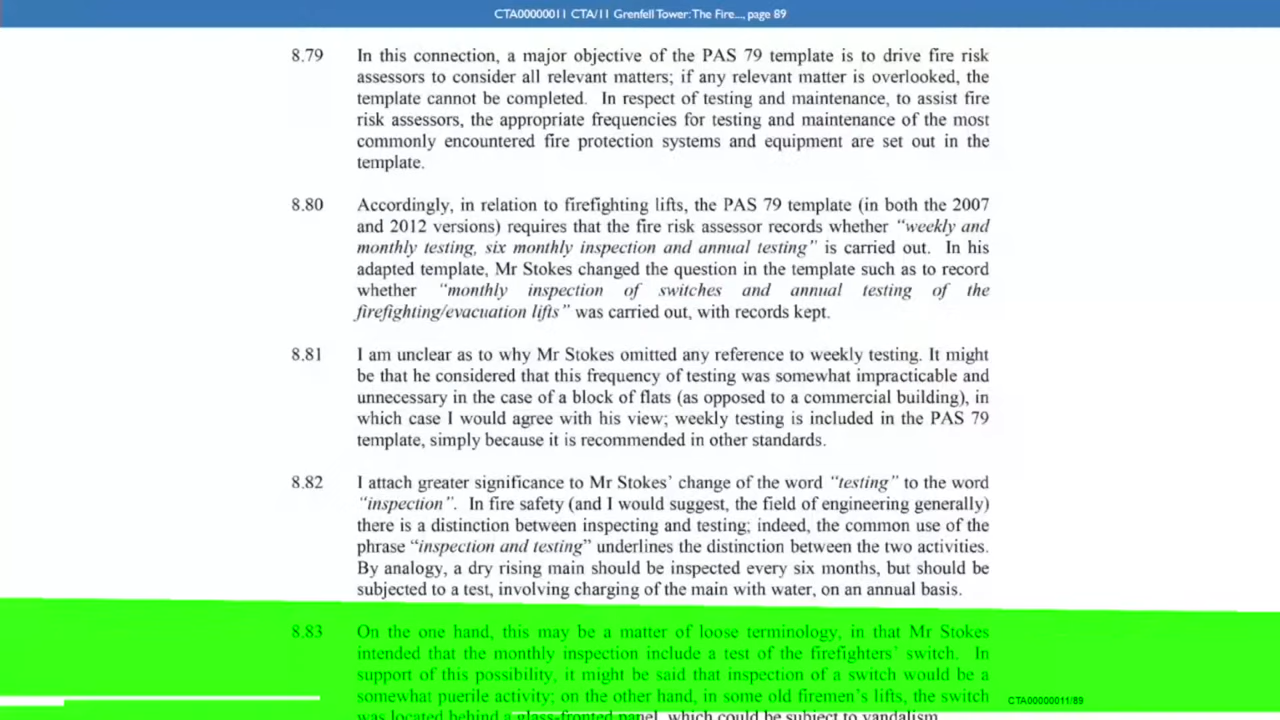 CTA00000011 CTA/11 Grenfell Tower: The Fire..., page 89
8.79 In this connection, a major objective of the PAS 79 template is to drive fire risk
assessors to consider all relevant matters; if any relevant matter is overlooked, the
template cannot be completed. In respect of testing and maintenance, to assist fire
risk assessors, the appropriate frequencies for testing and maintenance of the most
commonly encountered fire protection systems and equipment are set out in the
template.
8.80 Accordingly, in relation to firefighting lifts, the PAS 79 template (in both the 2007
and 2012 versions) requires that the fire risk assessor records whether "weekly and
monthly testing, six monthly inspection and annual testing" is carried out. In his
adapted template, Mr Stokes changed the question in the template such as to record
whether "monthly inspection of switches and annual testing of the
firefighting/evacuation lifts" was carried out, with records kept.
8.81 I am unclear as to why Mr Stokes omitted any reference to weekly testing. It might
be that he considered that this frequency of testing was somewhat impracticable and
unnecessary in the case of a block of flats (as opposed to a commercial building), in
which case I would agree with his view; weekly testing is included in the PAS 79
template, simply because it is recommended in other standards.
8.82 I attach greater significance to Mr Stokes' change of the word "testing" to the word
"inspection". In fire safety (and I would suggest, the field of engineering generally)
there is a distinction between inspecting and testing; indeed, the common use of the
phrase "inspection and testing" underlines the distinction between the two activities.
By analogy, a dry rising main should be inspected every six months, but should be
subjected to a test, involving charging of the main with water, on an annual basis.
8.83 On the one hand, this may be a matter of loose terminology, in that Mr Stokes
intended that the monthly inspection include a test of the firefighters' switch. In
support of this possibility, it might be said that inspection of a switch would be a
somewhat puerile activity; on the other hand, in some old firemen's lifts, the switch
CTA00000011/89
was located behind a glass-fronted panel, which could be subject to vandalism